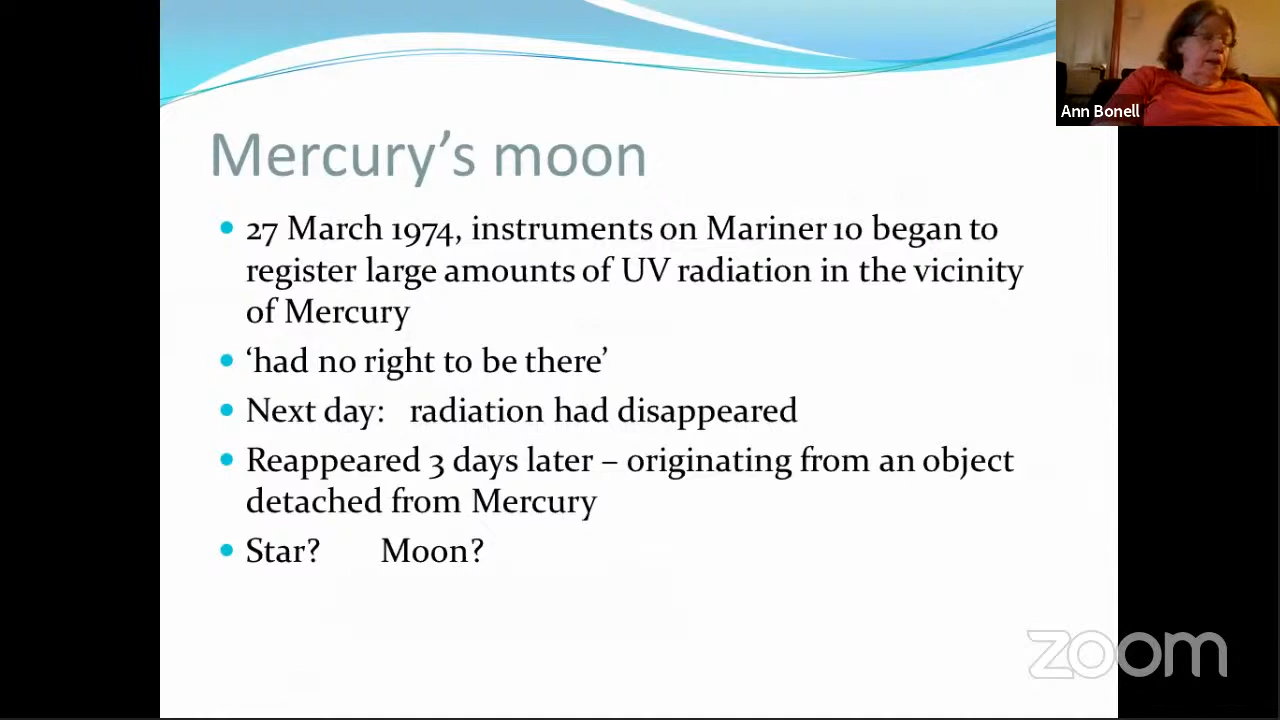 Ann Bonell
Mercury’s moon
27 March 1974, instruments on Mariner 10 began to
register large amounts of UV radiation in the vicinity
of Mercury
‘had no right to be there’
Next day: radiation had disappeared
Reappeared 3 days later – originating from an object
detached from Mercury
Star? Moon?
zoom